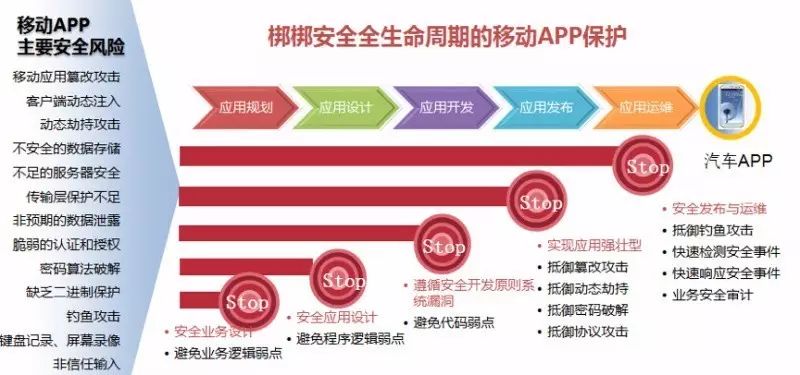 移动APP
主要安全风险
移动应用篡改攻击
客户端动态注入
动态劫持攻击
不安全的数据存储
不足的服务器安全
传输层保护不足
非预期的数据泄露
脆弱的认证和授权
密码算法破解
缺乏二进制保护
钓鱼攻击
键盘记录、屏幕录像
非信任输入
梆梆安全全生命周期的移动APP保护
应用规划
应用设计
应用开发
应用发布
应用运维
汽车APP
Stop
Stop
Stop
Stop
Stop
• 安全业务设计
• 避免业务逻辑弱点
• 安全应用设计
• 避免程序逻辑弱点
• 遵循安全开发原则系
统漏洞
• 避免代码弱点
• 实现应用强壮型
• 抵御篡改攻击
• 抵御动态劫持
• 抵御密码破解
• 抵御协议攻击
• 安全发布与运维
• 抵御钓鱼攻击
• 快速检测安全事件
• 快速响应安全事件
• 业务安全审计